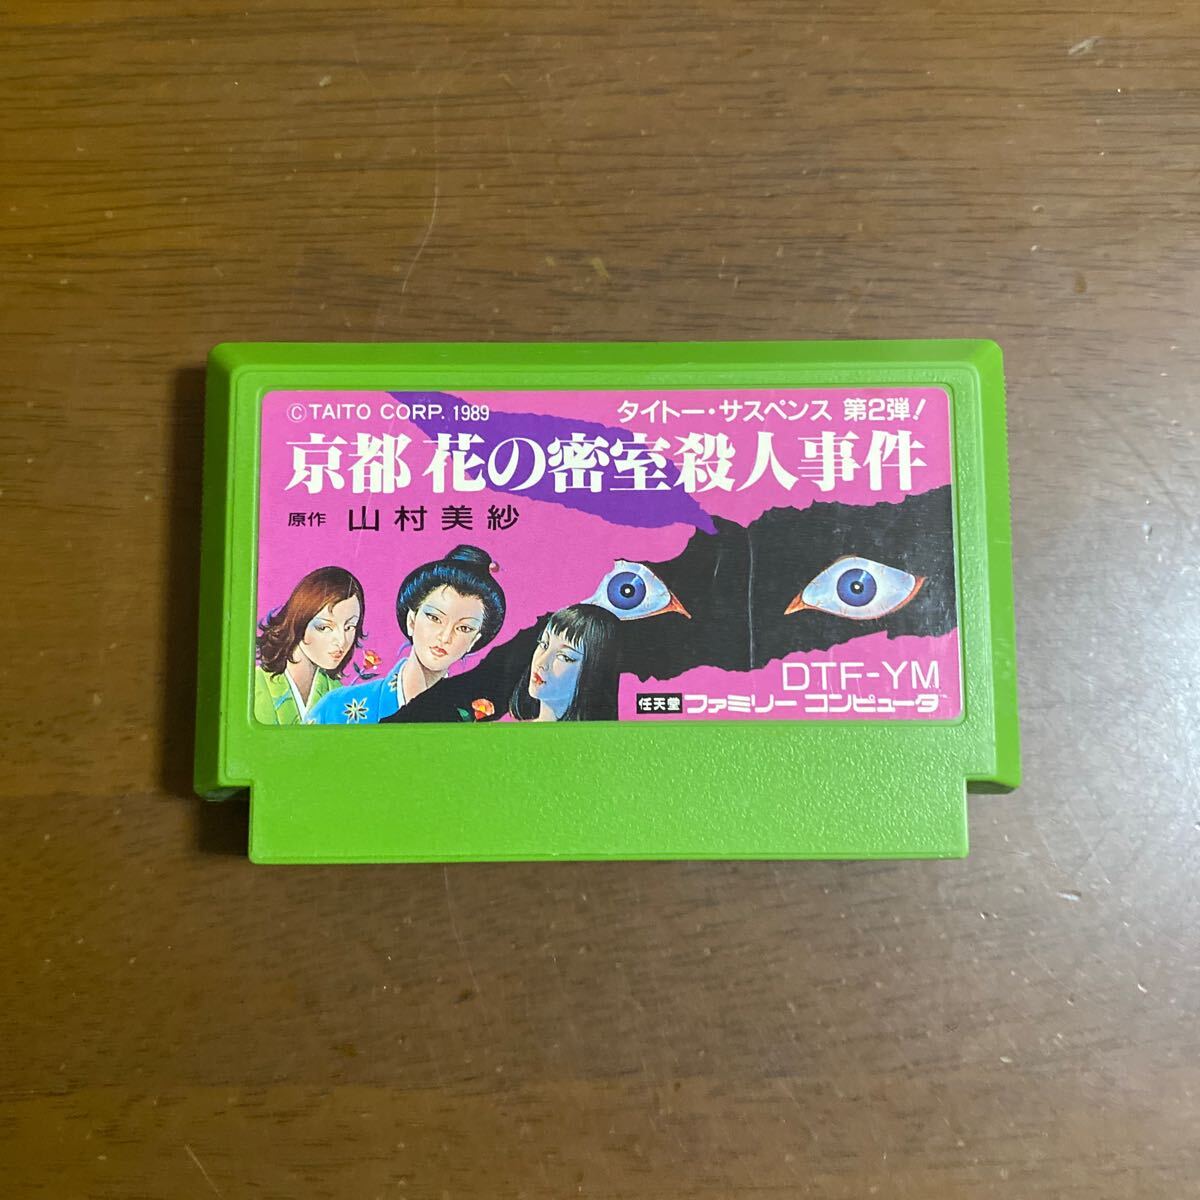 ©TAITO CORP. 1989 タイトー・サスペンス 第2弾!
京都 花の密室殺人事件
原作 山村美紗
DTF-YM
任天堂 ファミリーコンピュータ™